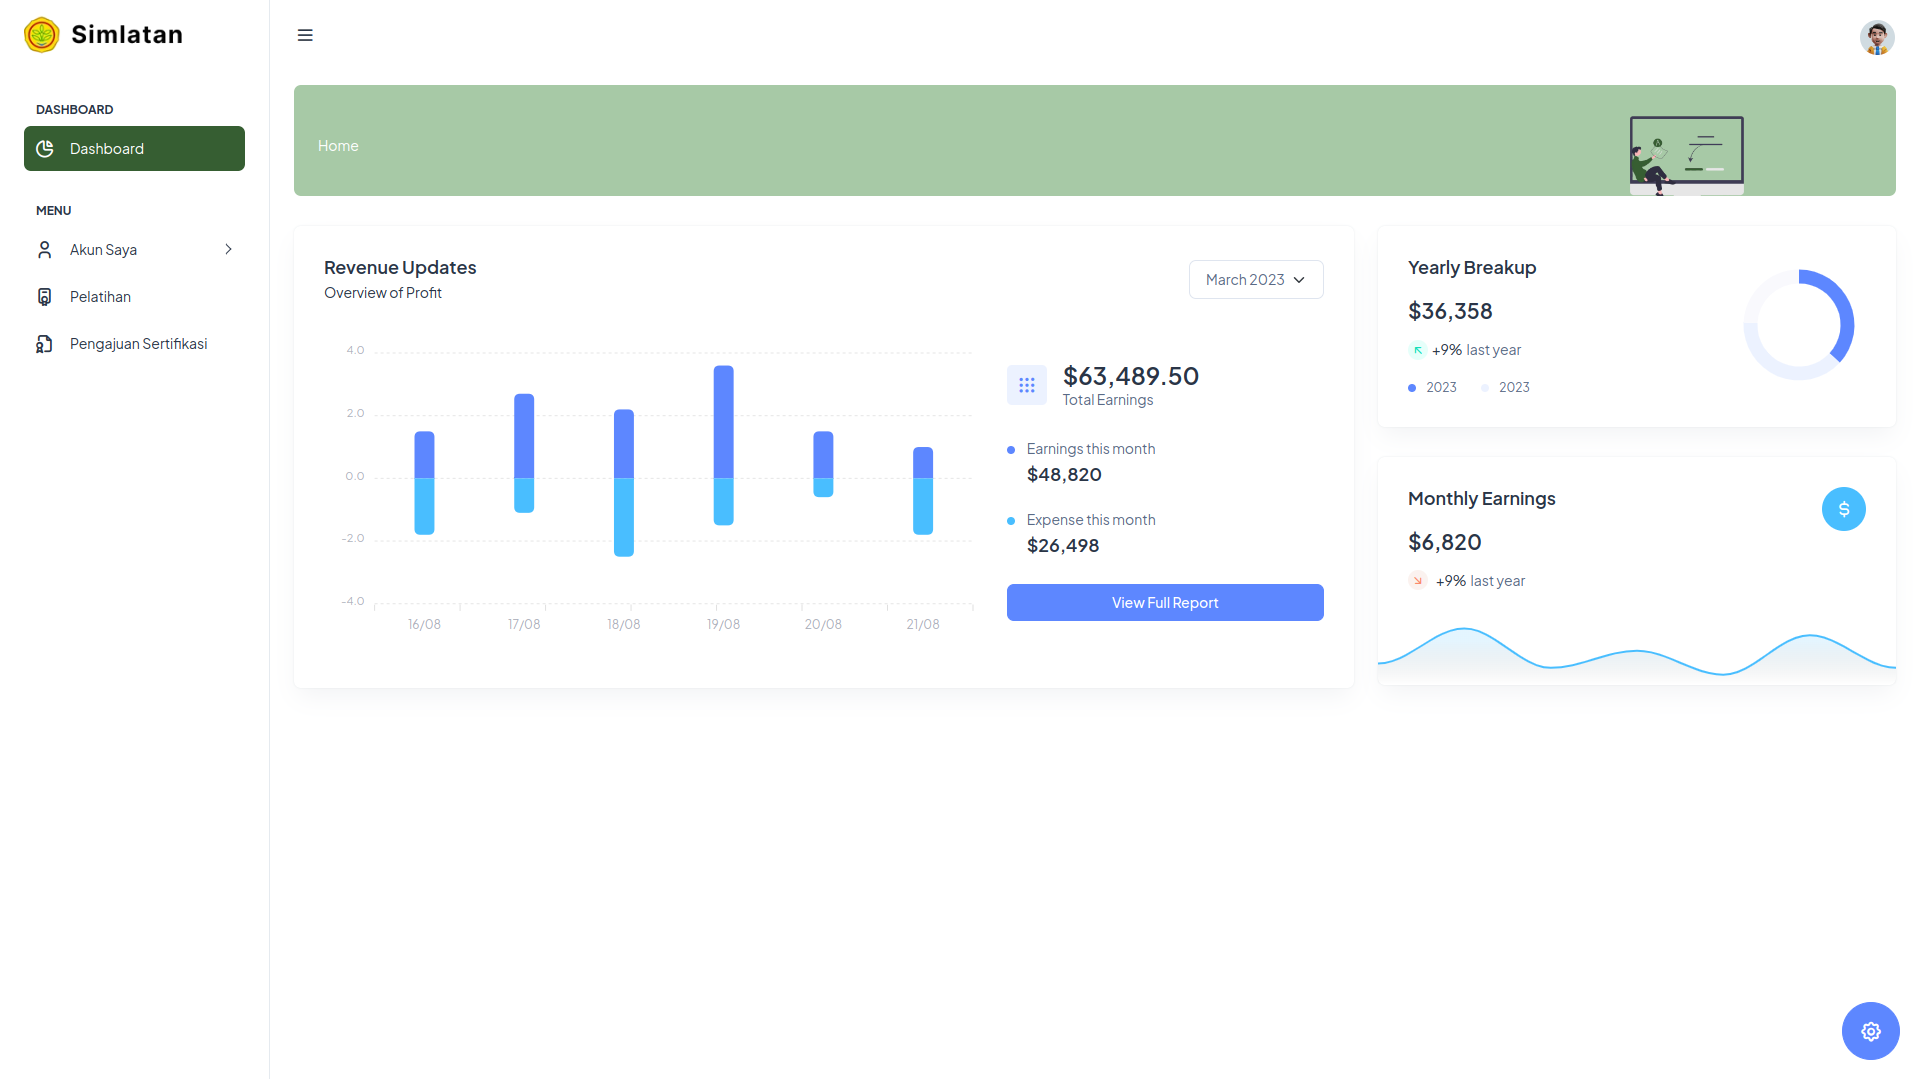 Simlatan
DASHBOARD
Dashboard
MENU
Akun Saya
Pelatihan
Pengajuan Sertifikasi
Home
Revenue Updates
Overview of Profit
March 2023
4.0
2.0
0.0
-2.0
-4.0
16/08 17/08 18/08 19/08 20/08 21/08
$63,489.50
Total Earnings
Earnings this month
$48,820
Expense this month
$26,498
View Full Report
Yearly Breakup
$36,358
+9% last year
2023 2023
Monthly Earnings
$6,820
+9% last year